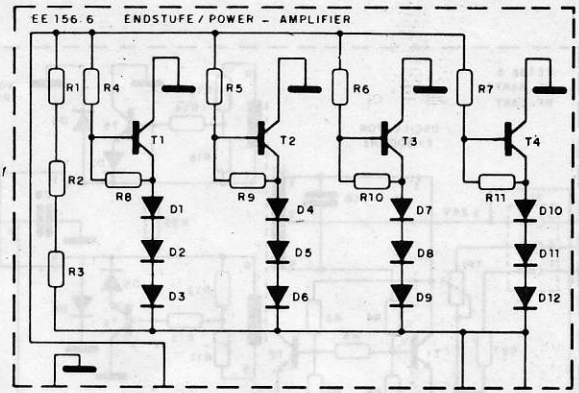 EE 156.6 ENDSTUFE / POWER - AMPLIFIER
R1 R4 R5 R6 R7
T1 T2 T3 T4
R2 R8 R9 R10 R11
D1 D4 D7 D10
R3 D2 D5 D8 D11
D3 D6 D9 D12